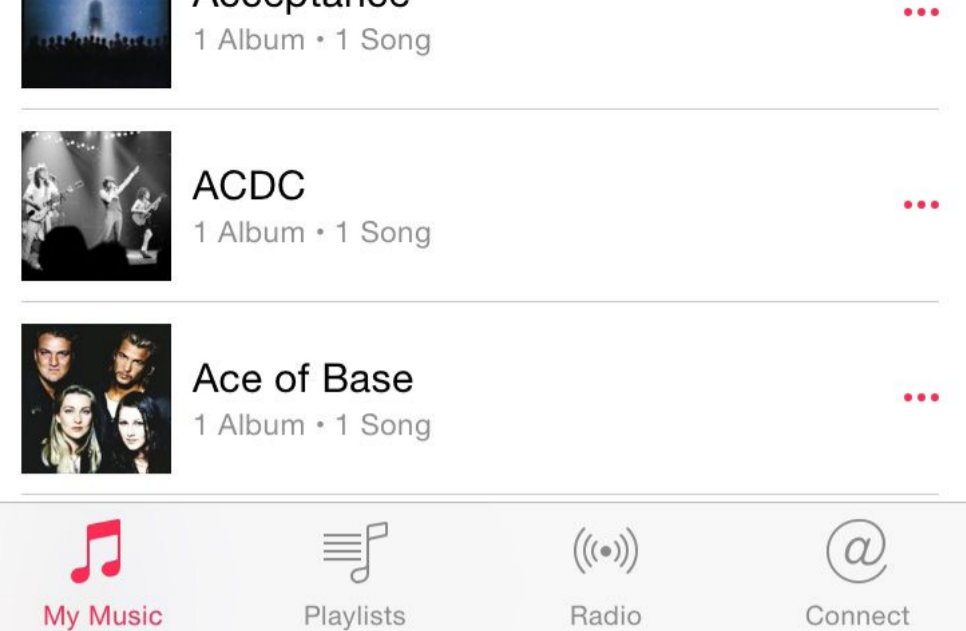 Acceptance
1 Album • 1 Song
ACDC
1 Album • 1 Song
Ace of Base
1 Album • 1 Song
My Music
Playlists
Radio
Connect